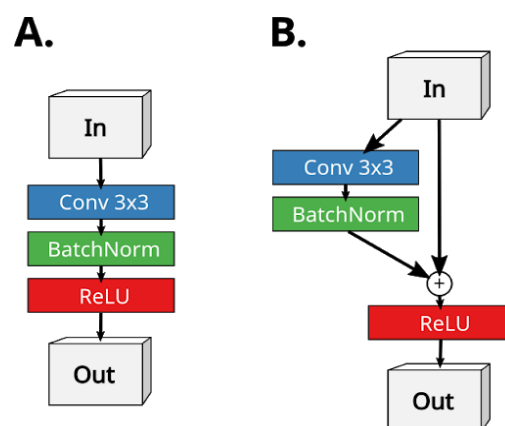 A.
In
Conv 3x3
BatchNorm
ReLU
Out
B.
In
Conv 3x3
BatchNorm
+
ReLU
Out